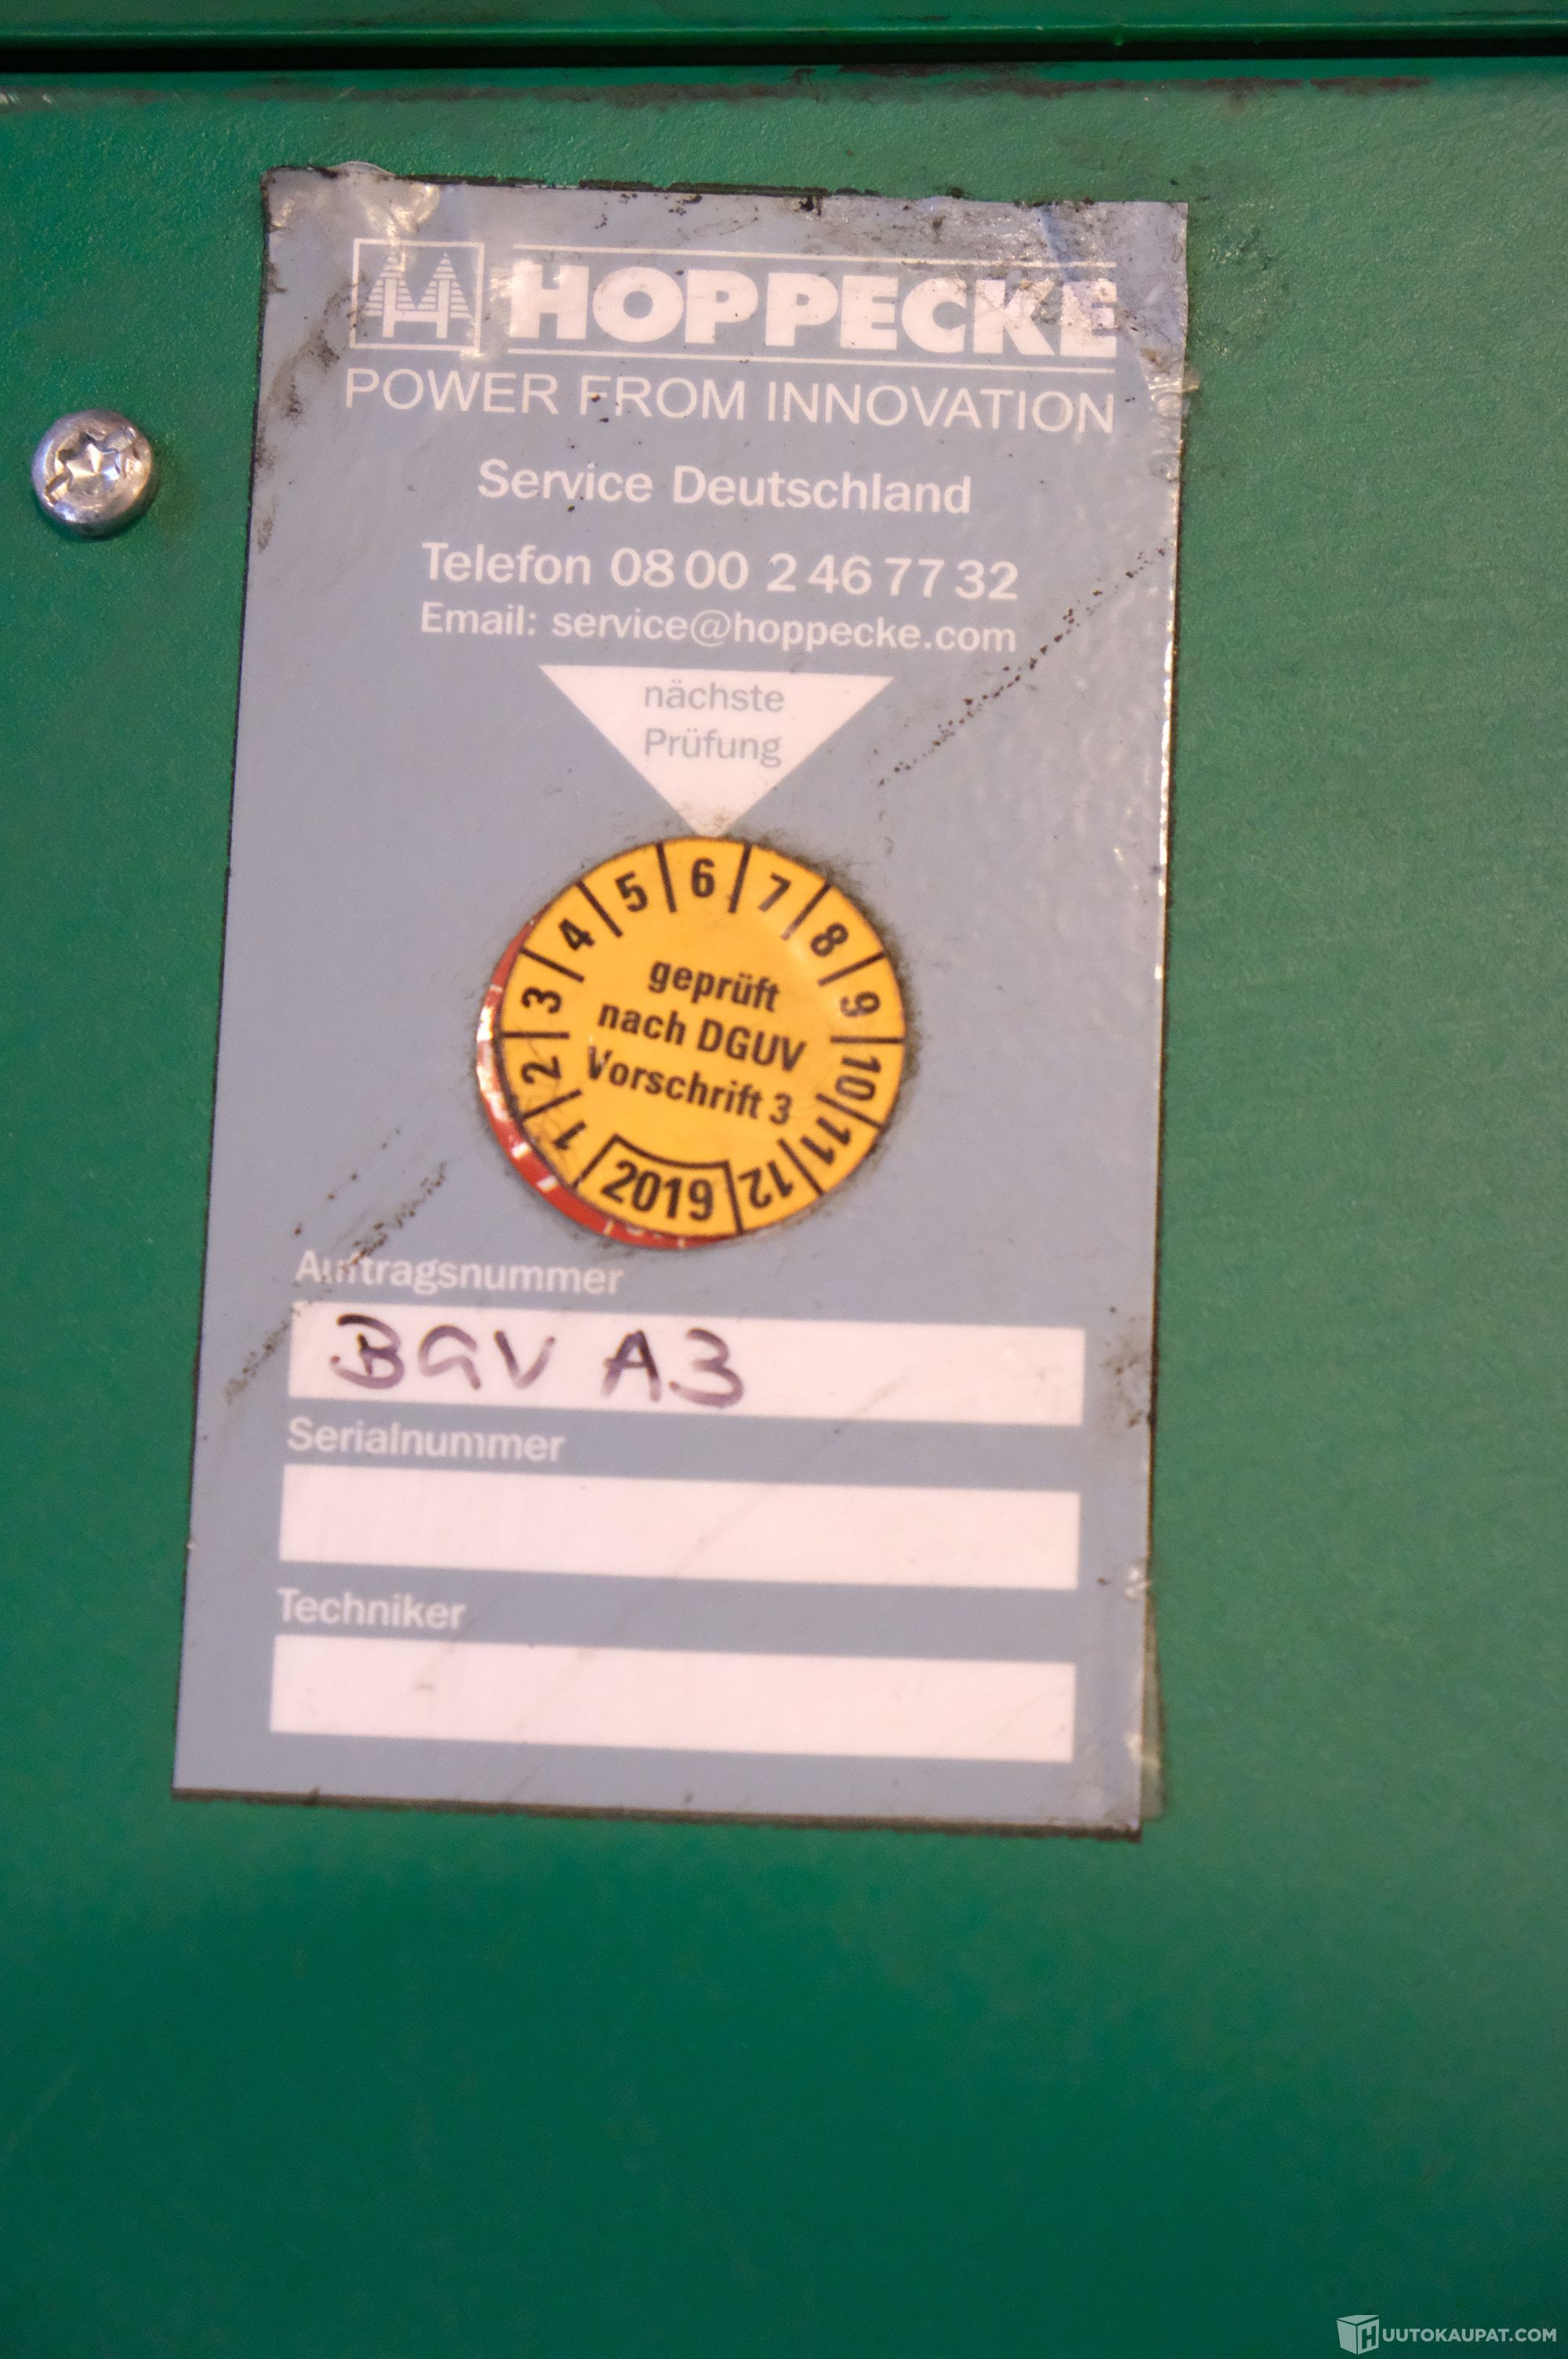 HOPPECKE
POWER FROM INNOVATION
Service Deutschland
Telefon 08 00 2 46 77 32
Email: service@hoppecke.com
nächste
Prüfung
1 2 3 4 5 6 7 8 9 10 11 12
geprüft
nach DGUV
Vorschrift 3
2019
Auftragsnummer
BGV A3
Serialnummer
Techniker
HUUTOKAUPAT.COM